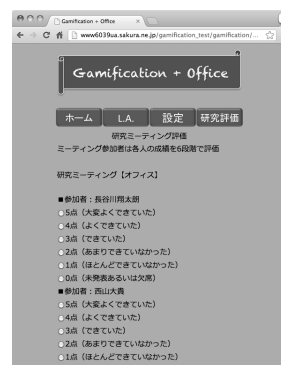 Gamification + Office
www6039ua.sakura.ne.jp/gamification_test/gamification/...
Gamification + Office
ホーム L.A. 設定 研究評価
研究ミーティング評価
ミーティング参加者は各人の成績を6段階で評価
研究ミーティング【オフィス】
■参加者：長谷川翔太朗
5点（大変よくできていた）
4点（よくできていた）
3点（できていた）
2点（あまりできていなかった）
1点（ほとんどできていなかった）
0点（未発表あるいは欠席）
■参加者：西山大貴
5点（大変よくできていた）
4点（よくできていた）
3点（できていた）
2点（あまりできていなかった）
1点（ほとんどできていなかった）